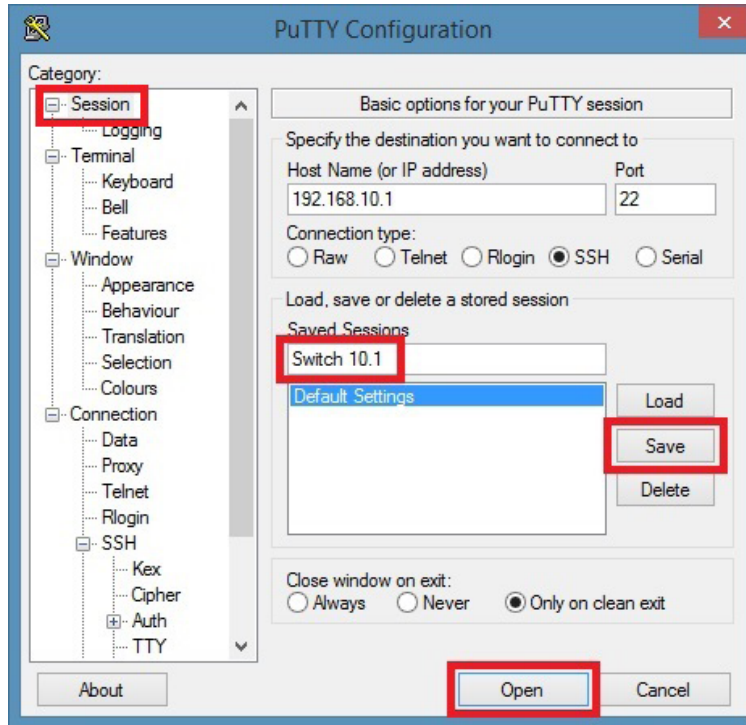 PuTTY Configuration
Category:
Session
Logging
Terminal
Keyboard
Bell
Features
Window
Appearance
Behaviour
Translation
Selection
Colours
Connection
Data
Proxy
Telnet
Rlogin
SSH
Kex
Cipher
Auth
TTY
Basic options for your PuTTY session
Specify the destination you want to connect to
Host Name (or IP address) Port
192.168.10.1 22
Connection type:
Raw Telnet Rlogin SSH Serial
Load, save or delete a stored session
Saved Sessions
Switch 10.1
Default Settings
Load
Save
Delete
Close window on exit:
Always Never Only on clean exit
About Open Cancel